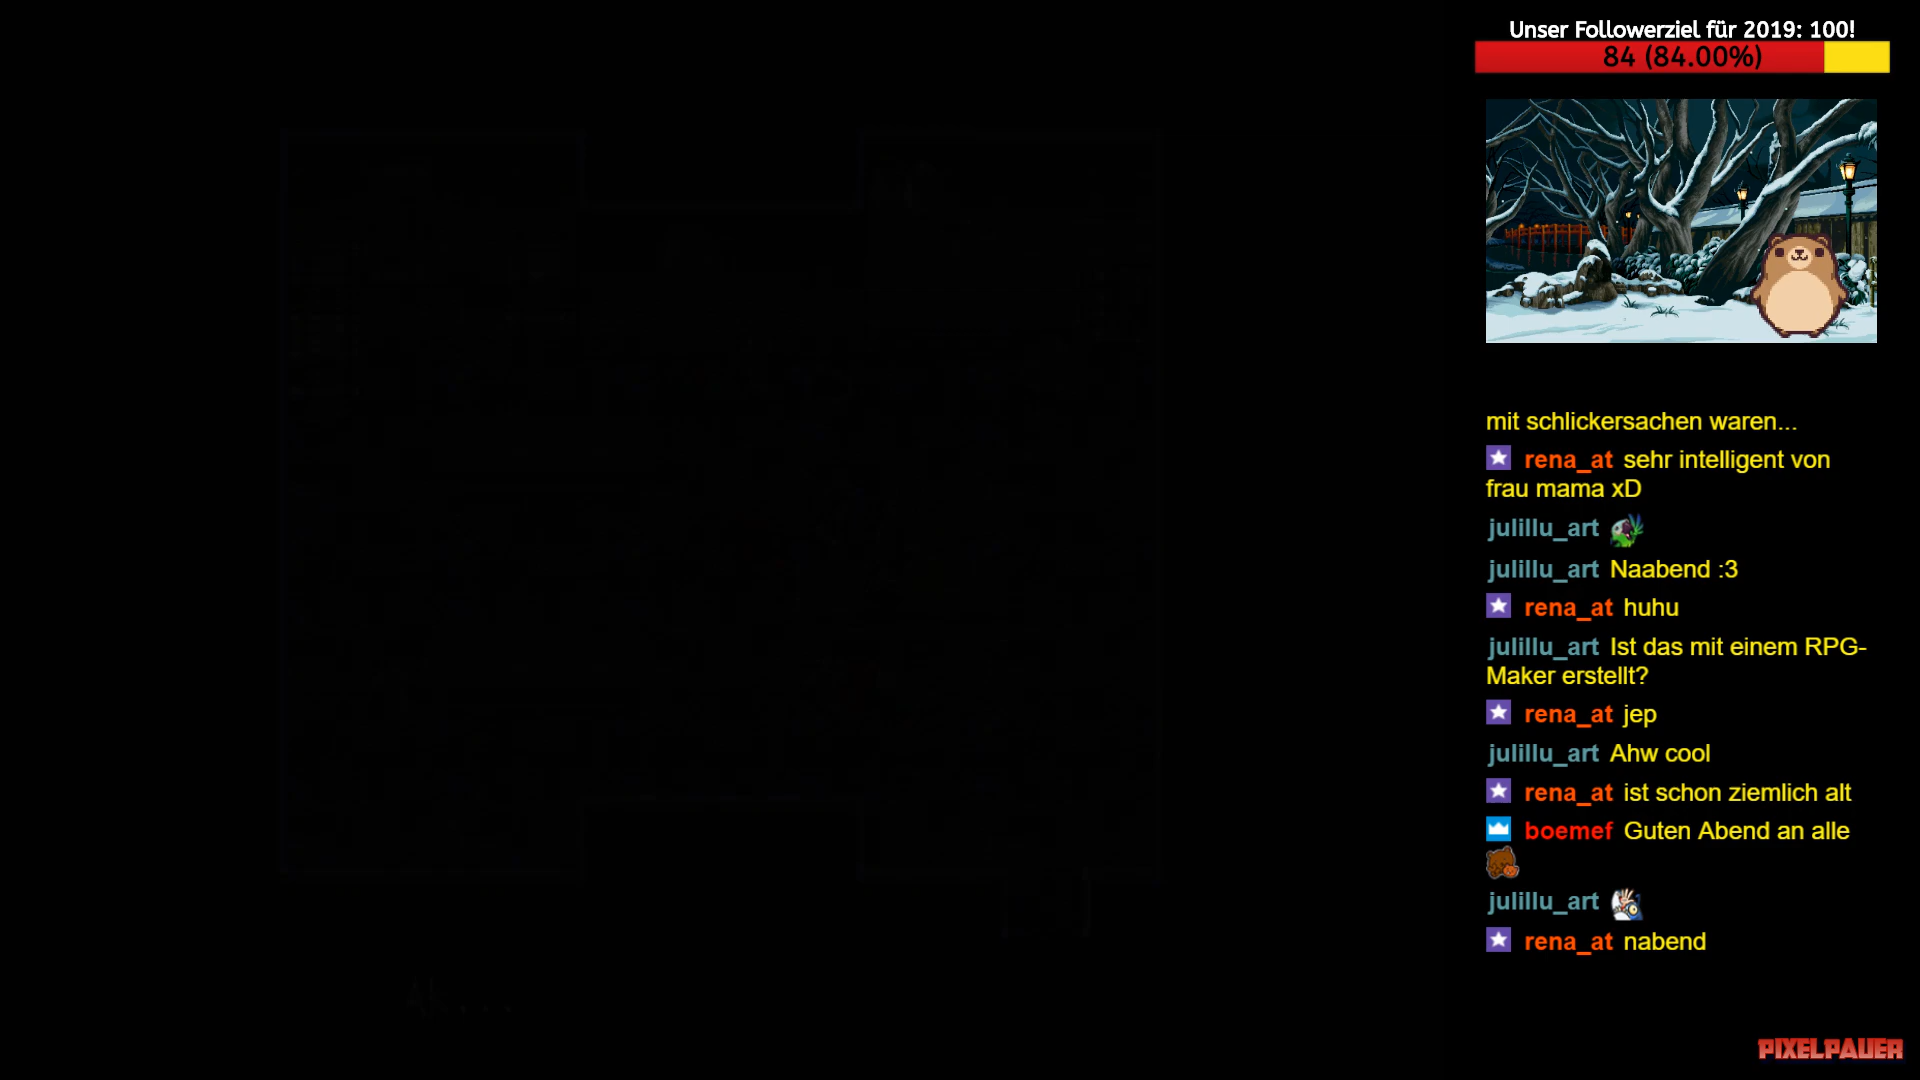 Unser Followerziel für 2019: 100!
84 (84.00%)
mit schlickersachen waren...
rena_at sehr intelligent von
frau mama xD
julillu_art
julillu_art Naabend :3
rena_at huhu
julillu_art Ist das mit einem RPG-
Maker erstellt?
rena_at jep
julillu_art Ahw cool
rena_at ist schon ziemlich alt
boemef Guten Abend an alle
julillu_art
rena_at nabend
PIXELPAUER